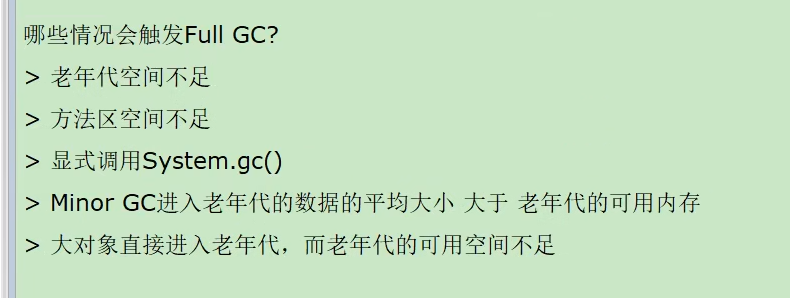 哪些情况会触发Full GC?
> 老年代空间不足
> 方法区空间不足
> 显式调用System.gc()
> Minor GC进入老年代的数据的平均大小 大于 老年代的可用内存
> 大对象直接进入老年代，而老年代的可用空间不足